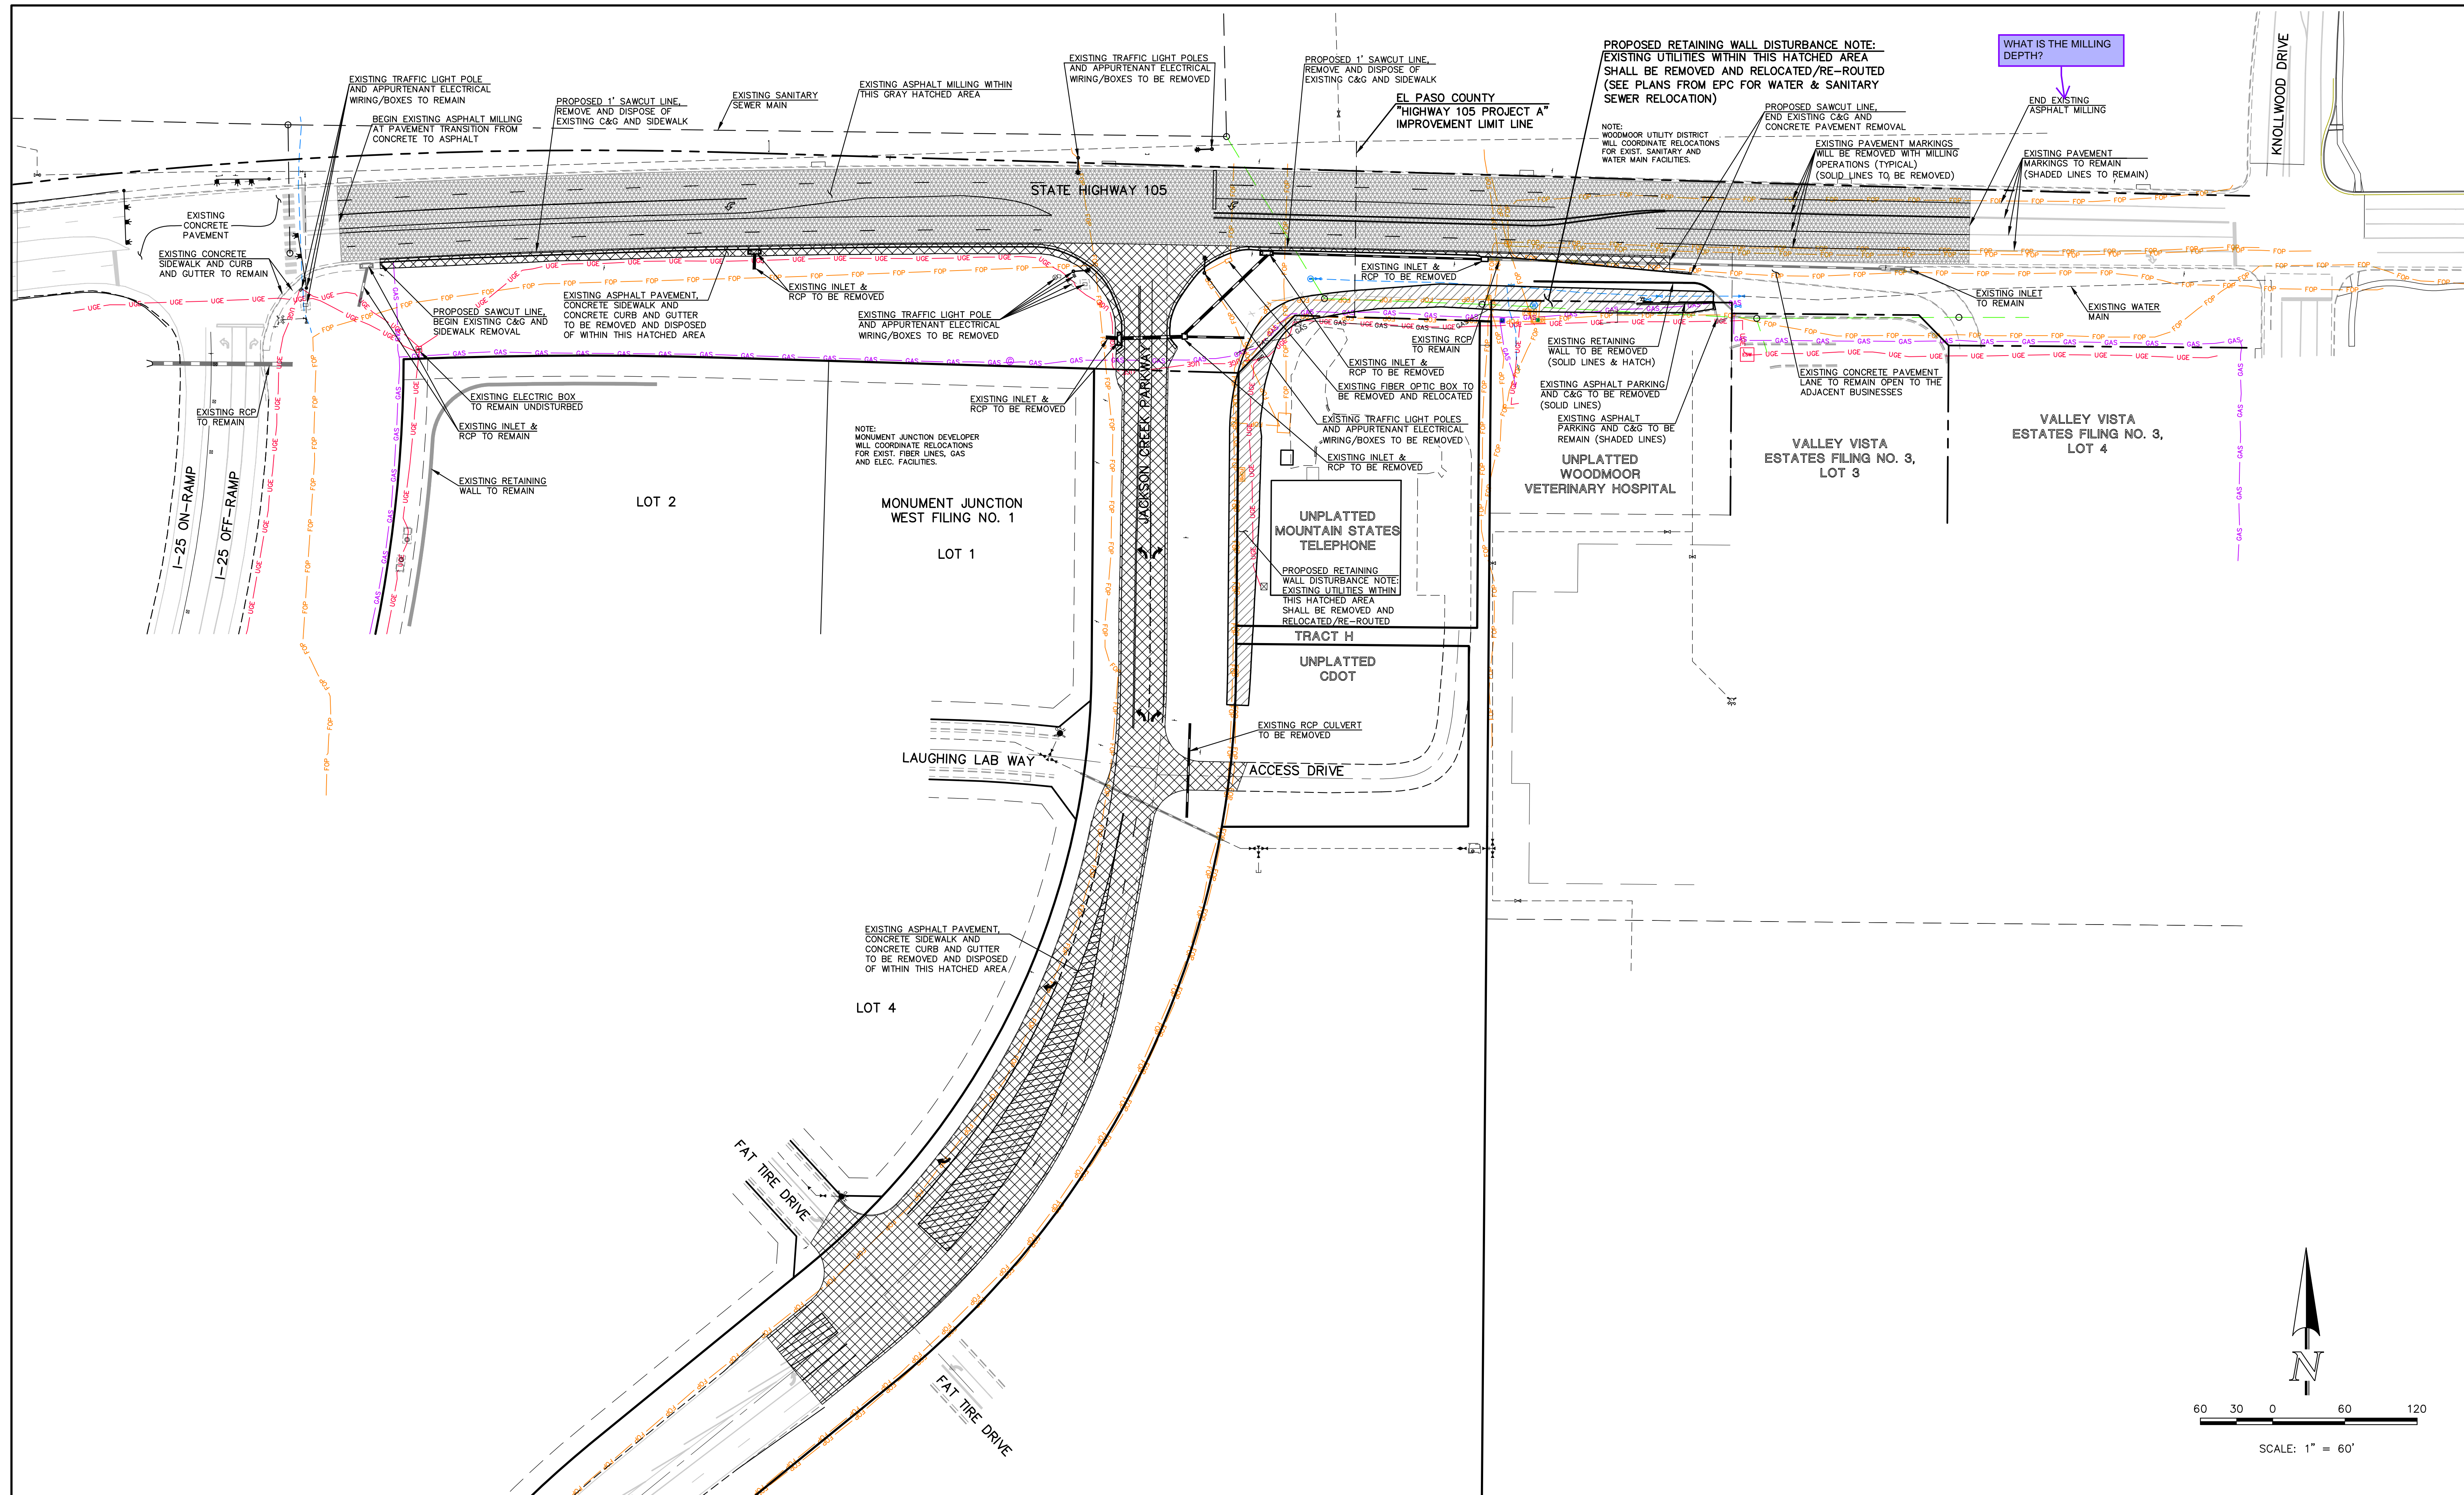 EXISTING TRAFFIC LIGHT POLE
AND APPURTENANT ELECTRICAL
WIRING/BOXES TO REMAIN
BEGIN EXISTING ASPHALT MILLING
AT PAVEMENT TRANSITION FROM
CONCRETE TO ASPHALT
PROPOSED 1' SAWCUT LINE,
REMOVE AND DISPOSE OF
EXISTING C&G AND SIDEWALK
EXISTING SANITARY
SEWER MAIN
EXISTING ASPHALT MILLING WITHIN
THIS GRAY HATCHED AREA
EXISTING TRAFFIC LIGHT POLES
AND APPURTENANT ELECTRICAL
WIRING/BOXES TO BE REMOVED
PROPOSED 1' SAWCUT LINE,
REMOVE AND DISPOSE OF
EXISTING C&G AND SIDEWALK
EL PASO COUNTY
"HIGHWAY 105 PROJECT A"
IMPROVEMENT LIMIT LINE
PROPOSED RETAINING WALL DISTURBANCE NOTE:
EXISTING UTILITIES WITHIN THIS HATCHED AREA
SHALL BE REMOVED AND RELOCATED/RE-ROUTED
(SEE PLANS FROM EPC FOR WATER & SANITARY
SEWER RELOCATION)
NOTE:
WOODMOOR UTILITY DISTRICT
WILL COORDINATE RELOCATIONS
FOR EXIST. SANITARY AND
WATER MAIN FACILITIES.
PROPOSED SAWCUT LINE,
END EXISTING C&G AND
CONCRETE PAVEMENT REMOVAL
EXISTING PAVEMENT MARKINGS
WILL BE REMOVED WITH MILLING
OPERATIONS (TYPICAL)
(SOLID LINES TO BE REMOVED)
WHAT IS THE MILLING
DEPTH?
END EXISTING
ASPHALT MILLING
EXISTING PAVEMENT
MARKINGS TO REMAIN
(SHADED LINES TO REMAIN)
KNOLLWOOD DRIVE
STATE HIGHWAY 105
EXISTING
CONCRETE
PAVEMENT
EXISTING CONCRETE
SIDEWALK AND CURB
AND GUTTER TO REMAIN
PROPOSED SAWCUT LINE,
BEGIN EXISTING C&G AND
SIDEWALK REMOVAL
EXISTING ASPHALT PAVEMENT,
CONCRETE SIDEWALK AND
CONCRETE CURB AND GUTTER
TO BE REMOVED AND DISPOSED
OF WITHIN THIS HATCHED AREA
EXISTING INLET &
RCP TO BE REMOVED
EXISTING TRAFFIC LIGHT POLE
AND APPURTENANT ELECTRICAL
WIRING/BOXES TO BE REMOVED
EXISTING INLET &
RCP TO BE REMOVED
EXISTING RCP
TO REMAIN
EXISTING INLET &
RCP TO BE REMOVED
EXISTING FIBER OPTIC BOX TO
BE REMOVED AND RELOCATED
EXISTING TRAFFIC LIGHT POLES
AND APPURTENANT ELECTRICAL
WIRING/BOXES TO BE REMOVED
EXISTING INLET &
RCP TO BE REMOVED
EXISTING RETAINING
WALL TO BE REMOVED
(SOLID LINES & HATCH)
EXISTING ASPHALT PARKING
AND C&G TO BE REMOVED
(SOLID LINES)
EXISTING ASPHALT
PARKING AND C&G TO BE
REMAIN (SHADED LINES)
EXISTING INLET
TO REMAIN
EXISTING WATER
MAIN
EXISTING CONCRETE PAVEMENT
LANE TO REMAIN OPEN TO THE
ADJACENT BUSINESSES
EXISTING RCP
TO REMAIN
EXISTING ELECTRIC BOX
TO REMAIN UNDISTURBED
EXISTING INLET &
RCP TO REMAIN
EXISTING RETAINING
WALL TO REMAIN
I-25 ON-RAMP
I-25 OFF-RAMP
LOT 2
NOTE:
MONUMENT JUNCTION DEVELOPER
WILL COORDINATE RELOCATIONS
FOR EXIST. FIBER LINES, GAS
AND ELEC. FACILITIES.
EXISTING INLET &
RCP TO BE REMOVED
MONUMENT JUNCTION
WEST FILING NO. 1
LOT 1
JACKSON CREEK PARKWAY
UNPLATTED
MOUNTAIN STATES
TELEPHONE
PROPOSED RETAINING
WALL DISTURBANCE NOTE:
EXISTING UTILITIES WITHIN
THIS HATCHED AREA
SHALL BE REMOVED AND
RELOCATED/RE-ROUTED
TRACT H
UNPLATTED
CDOT
UNPLATTED
WOODMOOR
VETERINARY HOSPITAL
VALLEY VISTA
ESTATES FILING NO. 3,
LOT 3
VALLEY VISTA
ESTATES FILING NO. 3,
LOT 4
EXISTING RCP CULVERT
TO BE REMOVED
LAUGHING LAB WAY
ACCESS DRIVE
EXISTING ASPHALT PAVEMENT,
CONCRETE SIDEWALK AND
CONCRETE CURB AND GUTTER
TO BE REMOVED AND DISPOSED
OF WITHIN THIS HATCHED AREA
LOT 4
FAT TIRE DRIVE
FAT TIRE DRIVE
UGE
FOP
GAS
N
60 30 0 60 120
SCALE: 1" = 60'